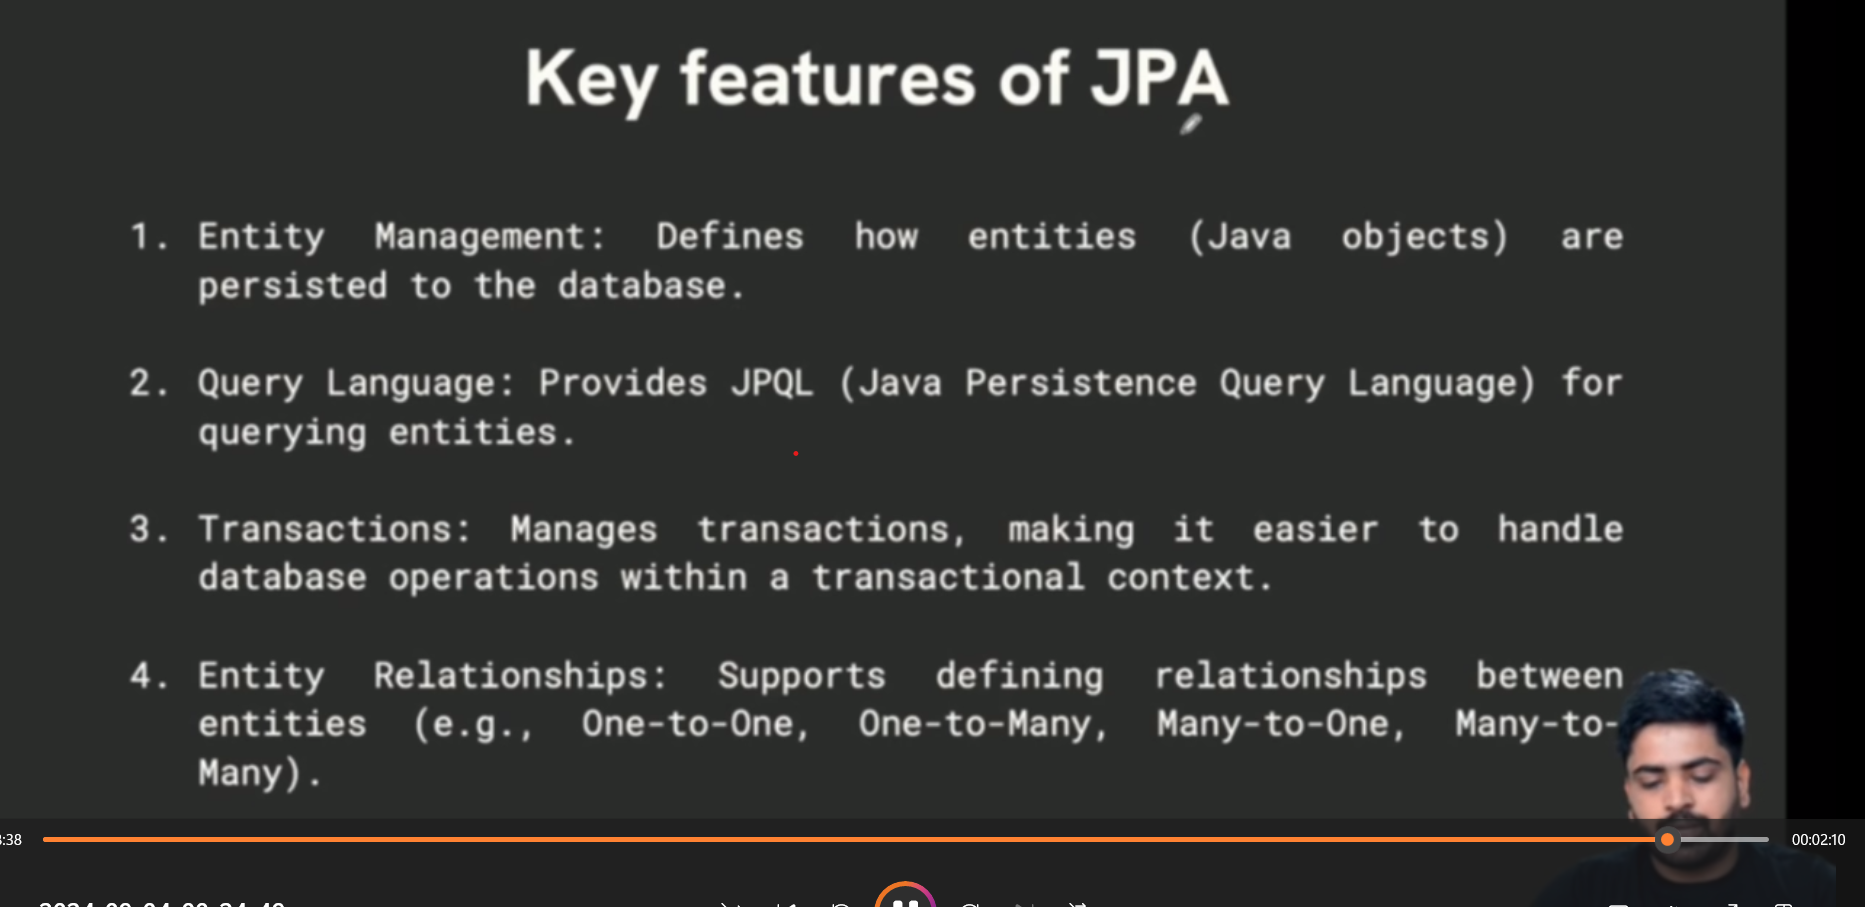 Key features of JPA
1. Entity Management: Defines how entities (Java objects) are
persisted to the database.
2. Query Language: Provides JPQL (Java Persistence Query Language) for
querying entities.
3. Transactions: Manages transactions, making it easier to handle
database operations within a transactional context.
4. Entity Relationships: Supports defining relationships between
entities (e.g., One-to-One, One-to-Many, Many-to-One, Many-to-
Many).
:38
00:02:10